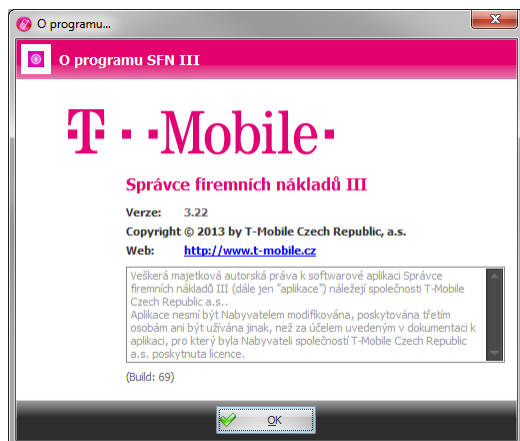 O programu...
O programu SFN III
T · · Mobile ·
Správce firemních nákladů III
Verze: 3.22
Copyright © 2013 by T-Mobile Czech Republic, a.s.
Web: http://www.t-mobile.cz
Veškerá majetková autorská práva k softwarové aplikaci Správce
firemních nákladů III (dále jen "aplikace") náležejí společnosti T-Mobile
Czech Republic a.s..
Aplikace nesmí být Nabyvatelem modifikována, poskytována třetím
osobám ani být užívána jinak, než za účelem uvedeným v dokumentaci k
aplikaci, pro který byla Nabyvateli společností T-Mobile Czech Republic
a.s. poskytnuta licence.
(Build: 69)
OK